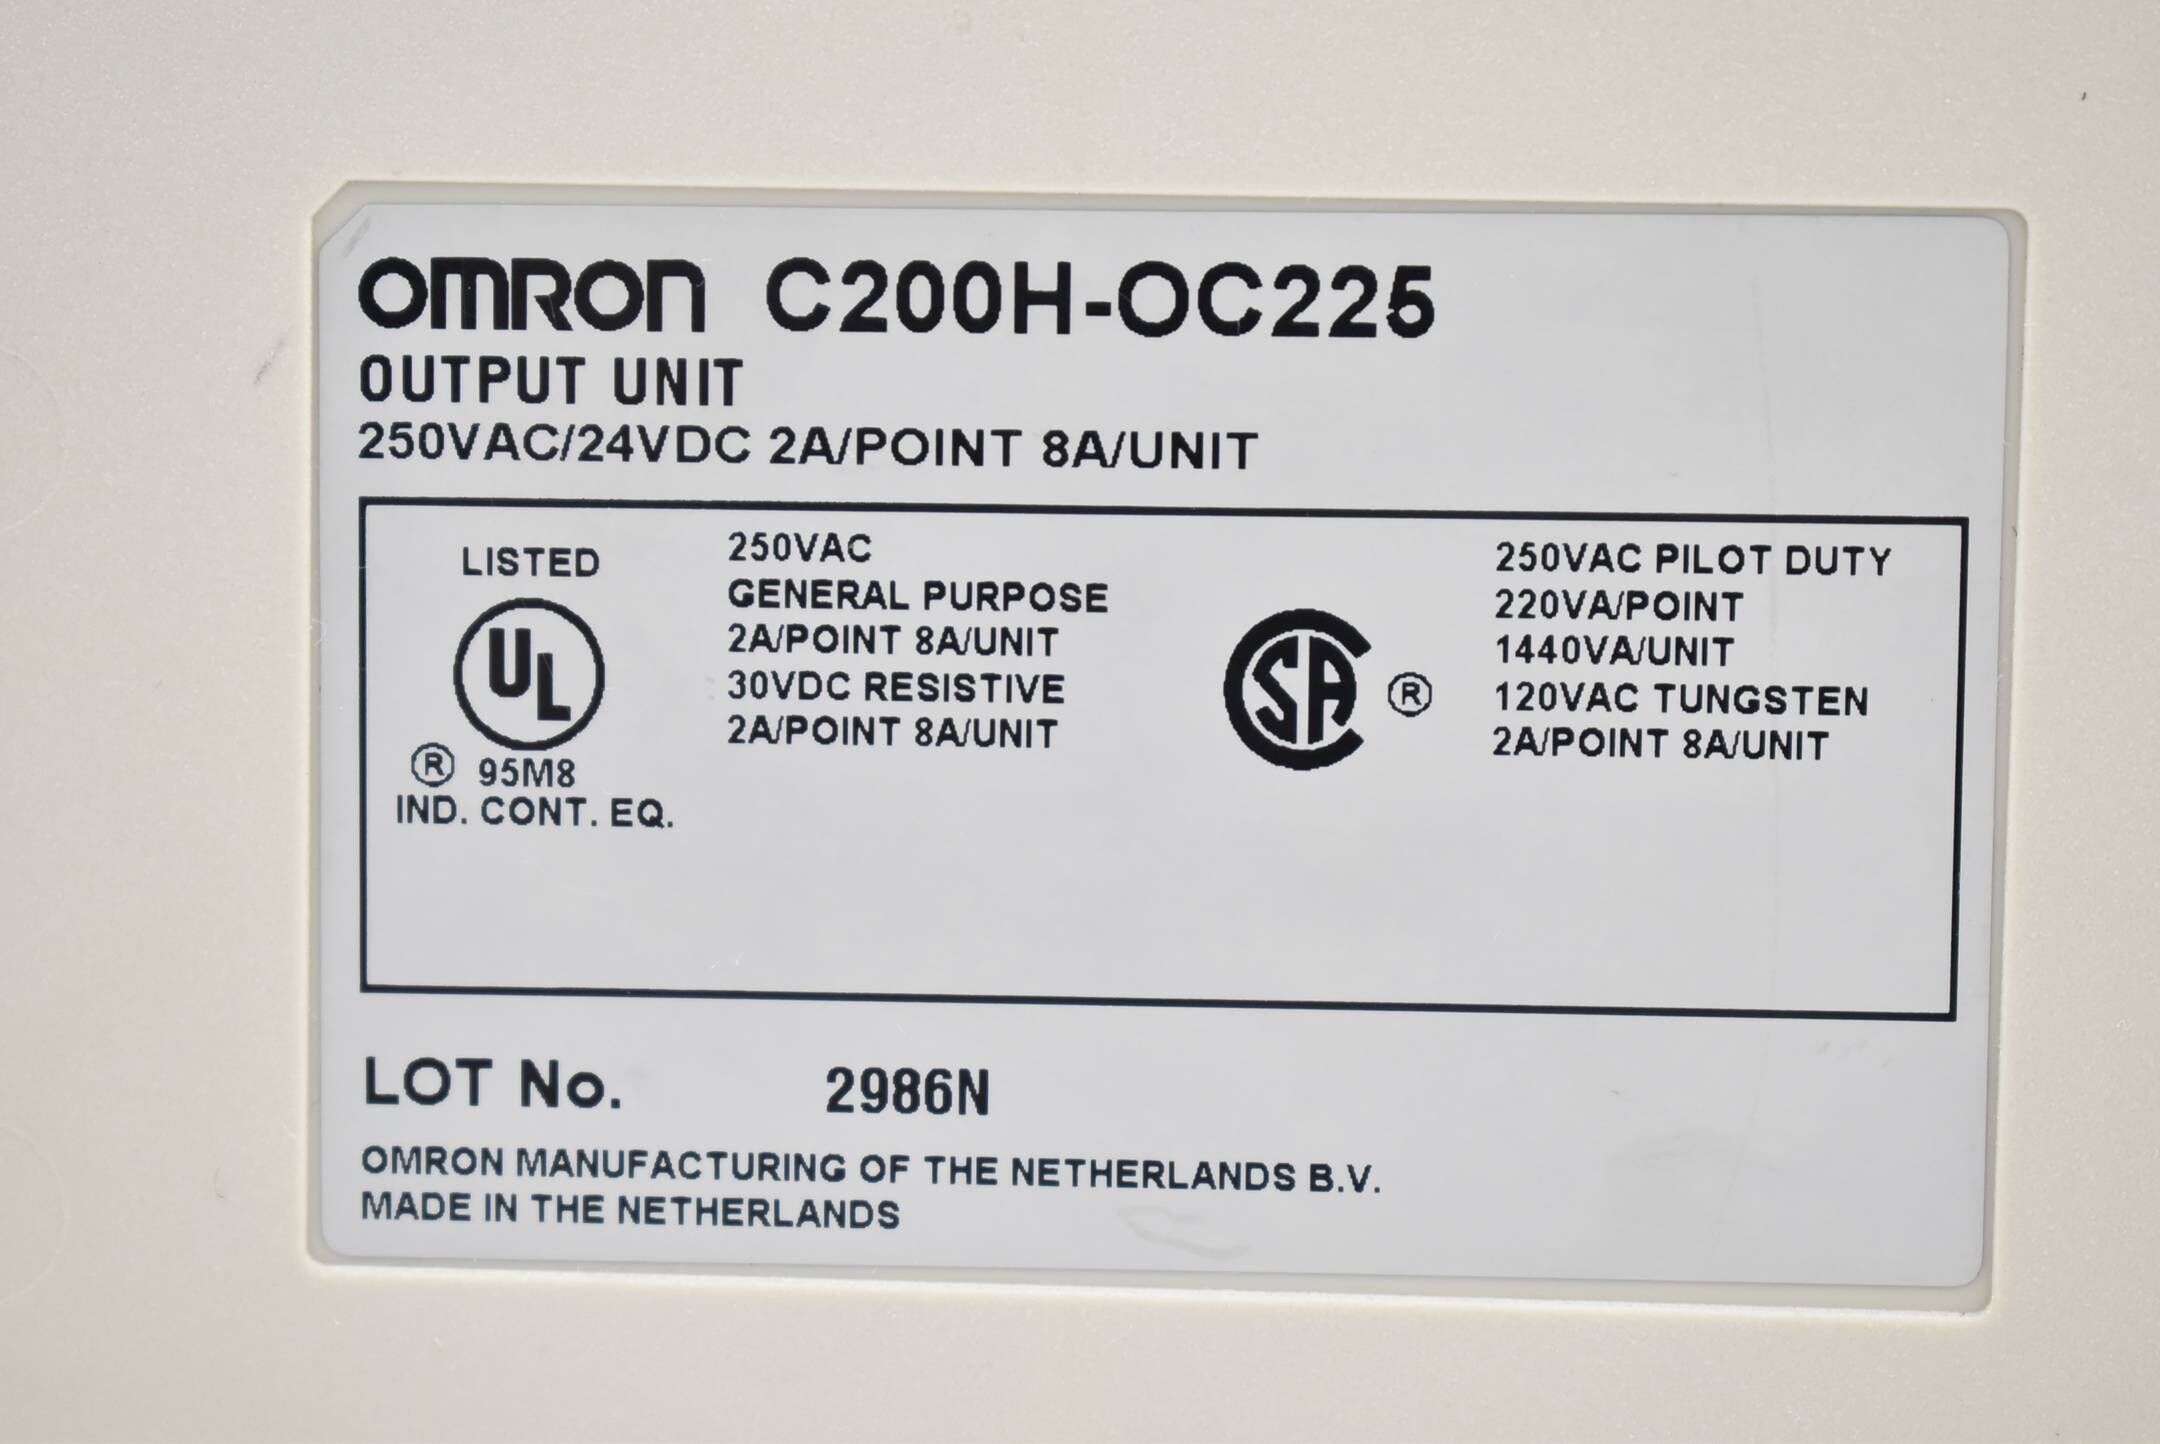 OMRON C200H-OC225
OUTPUT UNIT
250VAC/24VDC 2A/POINT 8A/UNIT
LISTED
UL
® 95M8
IND. CONT. EQ.
250VAC
GENERAL PURPOSE
2A/POINT 8A/UNIT
30VDC RESISTIVE
2A/POINT 8A/UNIT
CSA ®
250VAC PILOT DUTY
220VA/POINT
1440VA/UNIT
120VAC TUNGSTEN
2A/POINT 8A/UNIT
LOT No. 2986N
OMRON MANUFACTURING OF THE NETHERLANDS B.V.
MADE IN THE NETHERLANDS